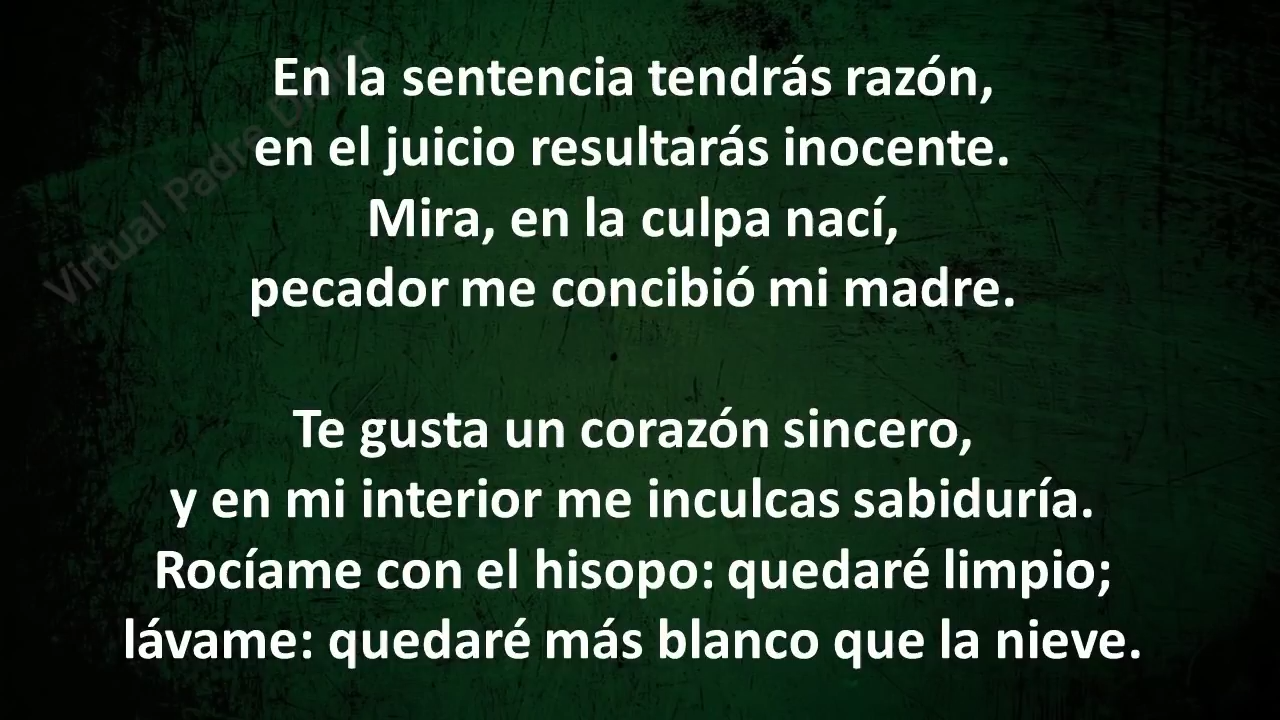 En la sentencia tendrás razón,
en el juicio resultarás inocente.
Mira, en la culpa nací,
pecador me concibió mi madre.
Te gusta un corazón sincero,
y en mi interior me inculcas sabiduría.
Rocíame con el hisopo: quedaré limpio;
lávame: quedaré más blanco que la nieve.
Virtual Padre